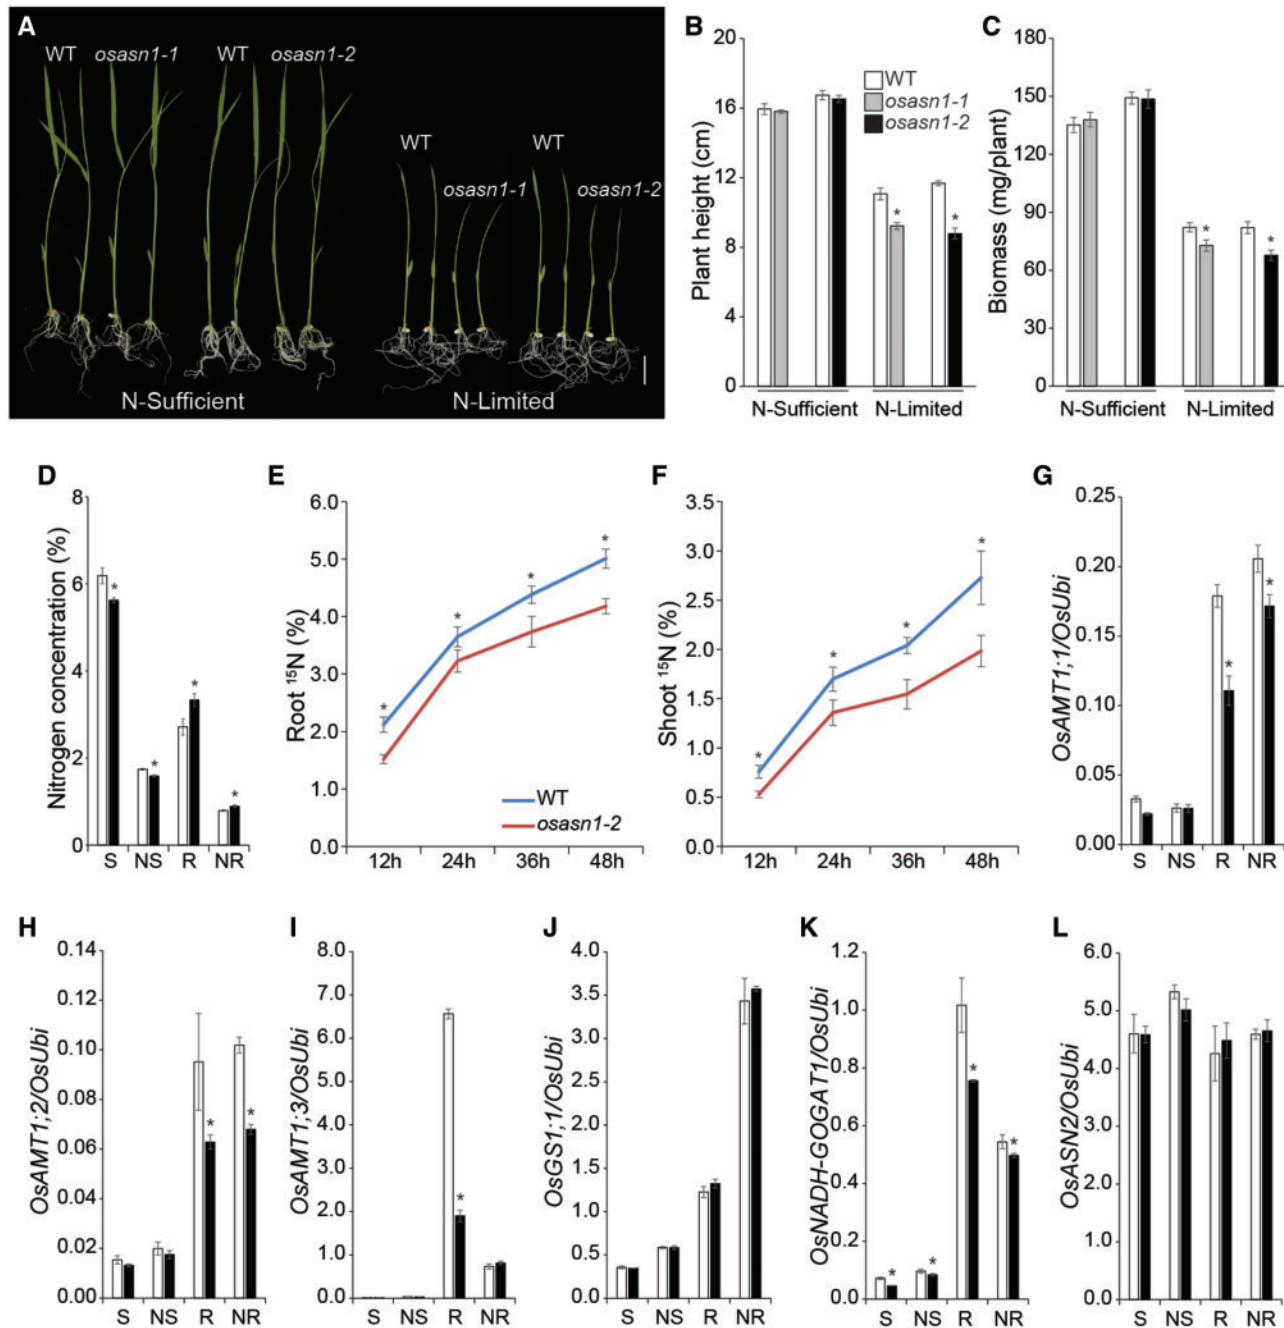 A
WT osasn1-1 WT osasn1-2
WT WT
osasn1-1 osasn1-2
N-Sufficient N-Limited
B
Plant height (cm)
20
16
12
8
4
0
WT
osasn1-1
osasn1-2
* *
N-Sufficient N-Limited
C
Biomass (mg/plant)
180
150
120
90
60
30
0
* *
N-Sufficient N-Limited
D
Nitrogen concentration (%)
8
6
4
2
0
* * * *
S NS R NR
E
Root ¹⁵N (%)
6.0
5.0
4.0
3.0
2.0
1.0
0.0
* * * *
WT
osasn1-2
12h 24h 36h 48h
F
Shoot ¹⁵N (%)
3.5
3.0
2.5
2.0
1.5
1.0
0.5
0.0
* * * *
12h 24h 36h 48h
G
OsAMT1;1/OsUbi
0.25
0.20
0.15
0.10
0.05
0.00
* *
S NS R NR
H
OsAMT1;2/OsUbi
0.14
0.12
0.10
0.08
0.06
0.04
0.02
0.00
* *
S NS R NR
I
OsAMT1;3/OsUbi
8.0
7.0
6.0
5.0
4.0
3.0
2.0
1.0
0.0
*
S NS R NR
J
OsGS1;1/OsUbi
4.0
3.5
3.0
2.5
2.0
1.5
1.0
0.5
0.0
S NS R NR
K
OsNADH-GOGAT1/OsUbi
1.2
1.0
0.8
0.6
0.4
0.2
0.0
* * * *
S NS R NR
L
OsASN2/OsUbi
6.0
5.0
4.0
3.0
2.0
1.0
0.0
S NS R NR